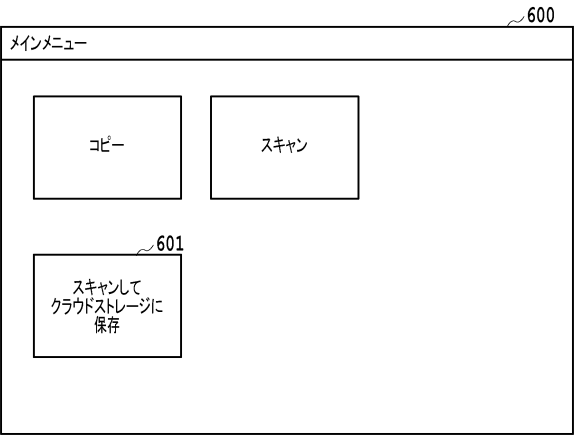 600
メインメニュー
コピー
スキャン
601
スキャンして
クラウドストレージに
保存